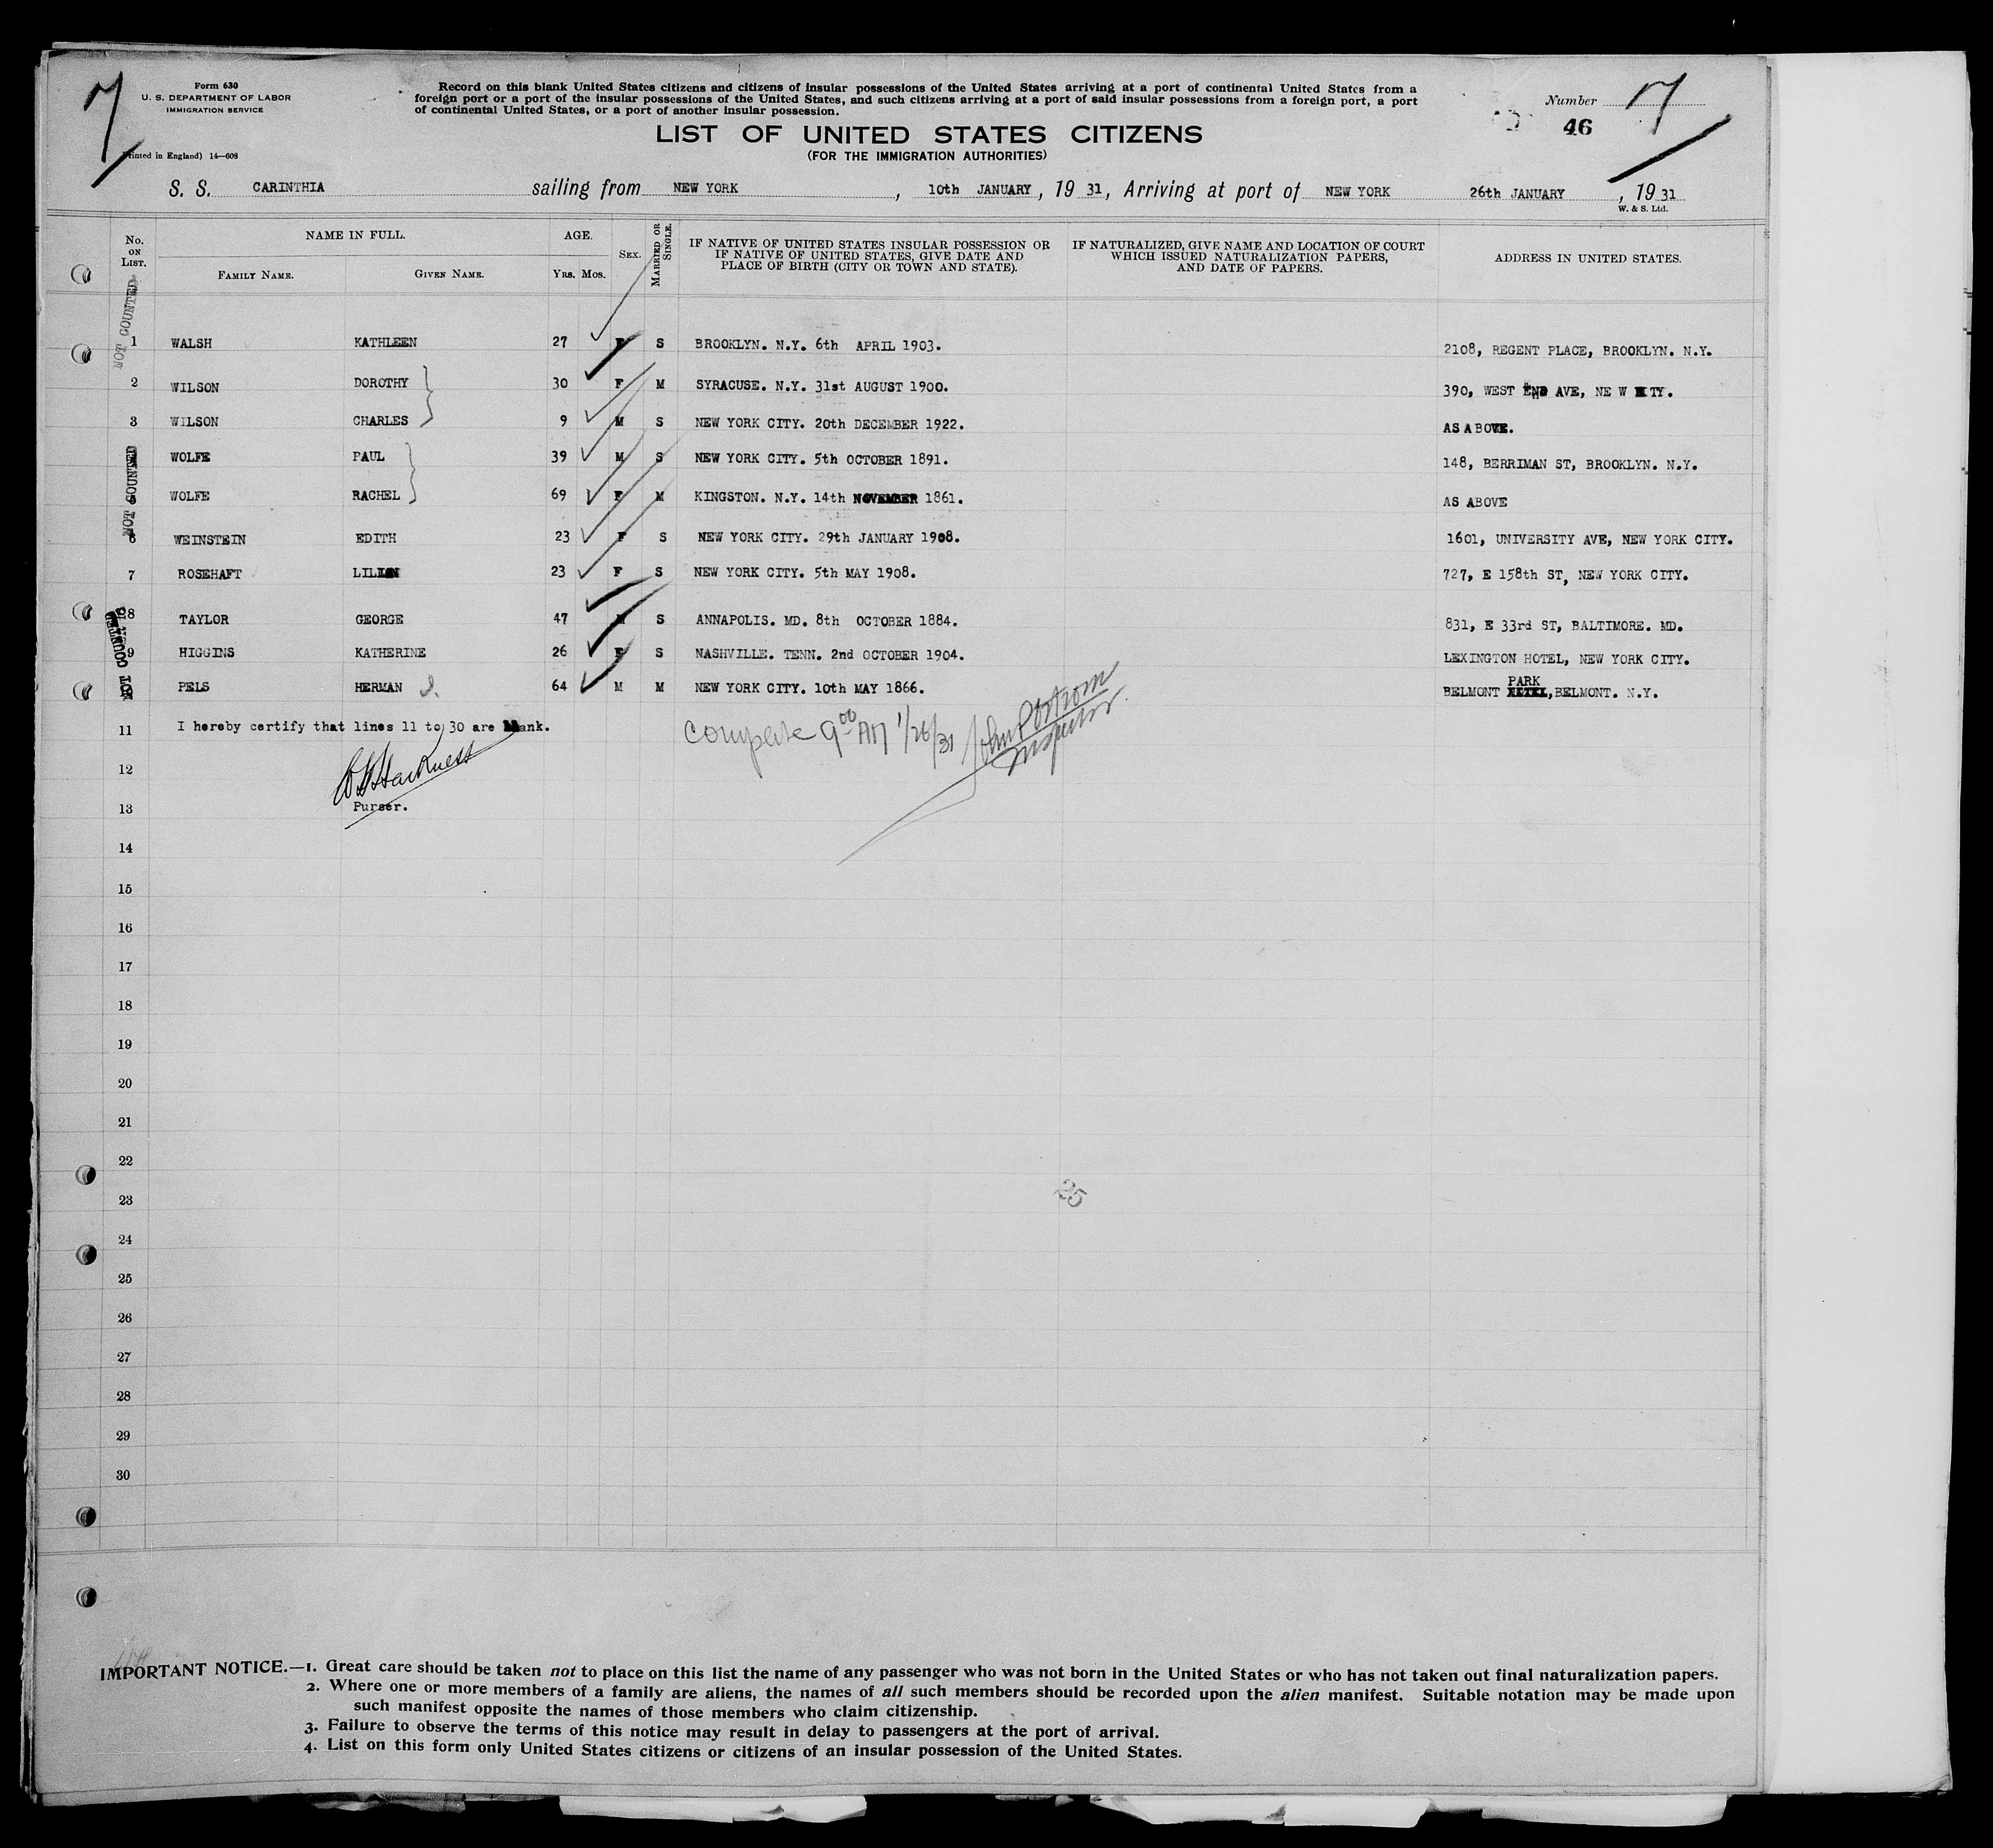 7
Form 630
U. S. DEPARTMENT OF LABOR
IMMIGRATION SERVICE
Printed in England) 14—608
Record on this blank United States citizens and citizens of insular possessions of the United States arriving at a port of continental United States from a
foreign port or a port of the insular possessions of the United States, and such citizens arriving at a port of said insular possessions from a foreign port, a port
of continental United States, or a port of another insular possession.
LIST OF UNITED STATES CITIZENS
(FOR THE IMMIGRATION AUTHORITIES)
Number 17
46
S. S. CARINTHIA sailing from NEW YORK, 10th JANUARY, 19 31, Arriving at port of NEW YORK 26th JANUARY, 19 31
W. & S. Ltd.
No. ON LIST.
NAME IN FULL.
FAMILY NAME.
GIVEN NAME.
AGE.
YRS. MOS.
SEX.
MARRIED OR SINGLE.
IF NATIVE OF UNITED STATES INSULAR POSSESSION OR
IF NATIVE OF UNITED STATES, GIVE DATE AND
PLACE OF BIRTH (CITY OR TOWN AND STATE).
IF NATURALIZED, GIVE NAME AND LOCATION OF COURT
WHICH ISSUED NATURALIZATION PAPERS,
AND DATE OF PAPERS.
ADDRESS IN UNITED STATES.
NOT COUNTED
1 WALSH KATHLEEN 27 F S BROOKLYN. N.Y. 6th APRIL 1903. 2108, REGENT PLACE, BROOKLYN. N.Y.
2 WILSON DOROTHY 30 F M SYRACUSE. N.Y. 31st AUGUST 1900. 390, WEST END AVE, NE W TY.
3 WILSON CHARLES 9 M S NEW YORK CITY. 20th DECEMBER 1922. AS ABOVE.
NOT COUNTED
WOLFE PAUL 39 M S NEW YORK CITY. 5th OCTOBER 1891. 148, BERRIMAN ST, BROOKLYN. N.Y.
5 WOLFE RACHEL 69 F M KINGSTON. N.Y. 14th NOVEMBER 1861. AS ABOVE
6 WEINSTEIN EDITH 23 F S NEW YORK CITY. 29th JANUARY 1908. 1601, UNIVERSITY AVE, NEW YORK CITY.
7 ROSEHAFT LILIAN 23 F S NEW YORK CITY. 5th MAY 1908. 727, E 158th ST, NEW YORK CITY.
NOT COUNTED
8 TAYLOR GEORGE 47 M S ANNAPOLIS. MD. 8th OCTOBER 1884. 831, E 33rd ST, BALTIMORE. MD.
9 HIGGINS KATHERINE 26 F S NASHVILLE. TENN. 2nd OCTOBER 1904. LEXINGTON HOTEL, NEW YORK CITY.
PELS HERMAN 64 M M NEW YORK CITY. 10th MAY 1866. BELMONT PARK, BELMONT. N.Y.
11 I hereby certify that lines 11 to 30 are blank.
Complete 9 00 AM 1/26/31 John P Ostrom
Inspector.
12
Harkness
13 Purser.
14
15
16
17
18
19
20
21
22
23
25
24
25
26
27
28
29
30
IMPORTANT NOTICE.—1. Great care should be taken not to place on this list the name of any passenger who was not born in the United States or who has not taken out final naturalization papers.
2. Where one or more members of a family are aliens, the names of all such members should be recorded upon the alien manifest. Suitable notation may be made upon
such manifest opposite the names of those members who claim citizenship.
3. Failure to observe the terms of this notice may result in delay to passengers at the port of arrival.
4. List on this form only United States citizens or citizens of an insular possession of the United States.